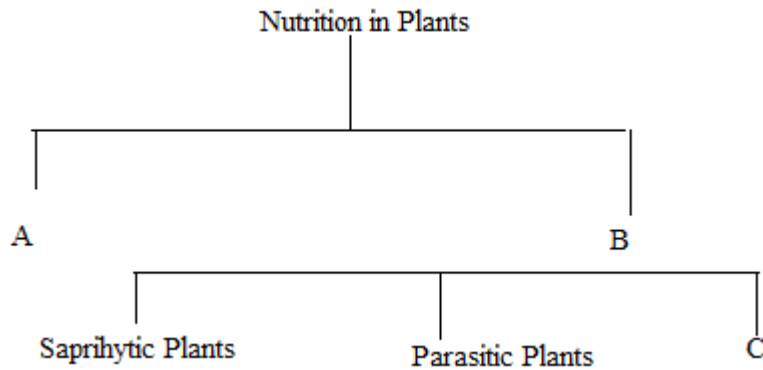 Nutrition in Plants
A
B
Saprihytic Plants
Parasitic Plants
C